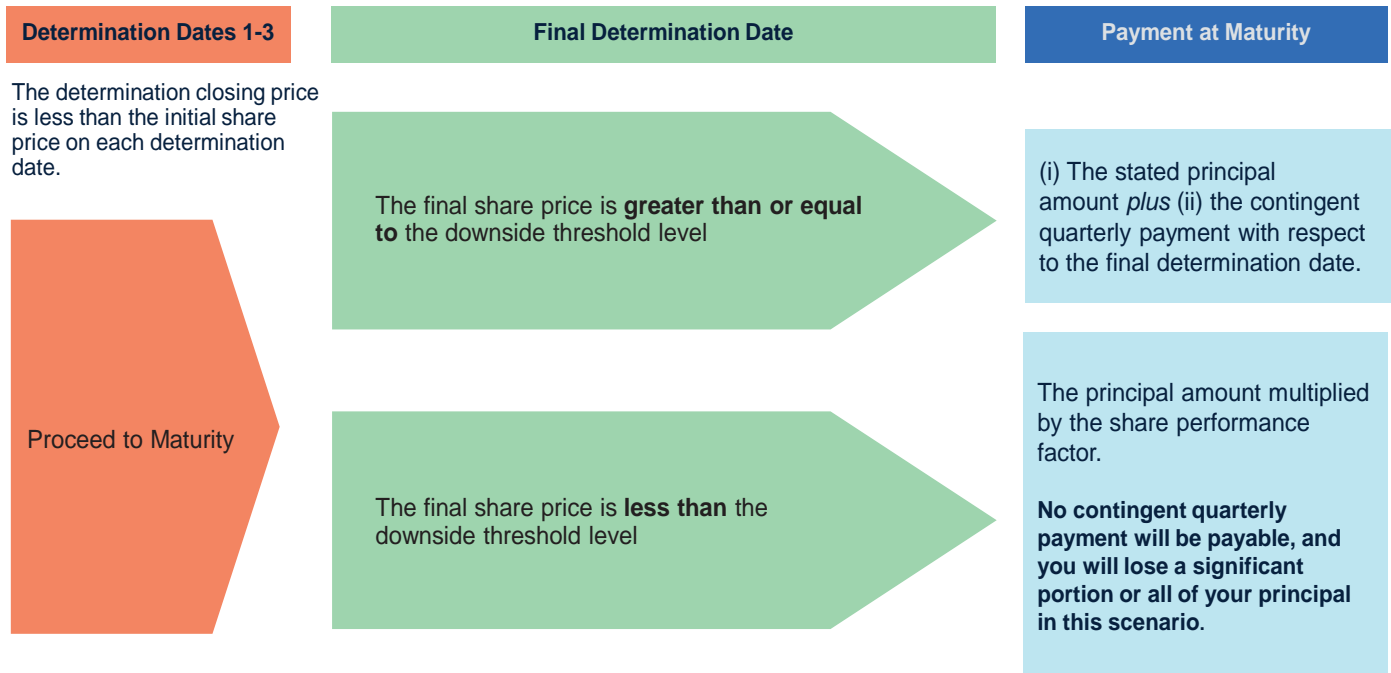 Determination Dates 1-3
Final Determination Date
Payment at Maturity
The determination closing price
is less than the initial share
price on each determination
date.
Proceed to Maturity
The final share price is greater than or equal
to the downside threshold level
(i) The stated principal
amount plus (ii) the contingent
quarterly payment with respect
to the final determination date.
The final share price is less than the
downside threshold level
The principal amount multiplied
by the share performance
factor.
No contingent quarterly
payment will be payable, and
you will lose a significant
portion or all of your principal
in this scenario.